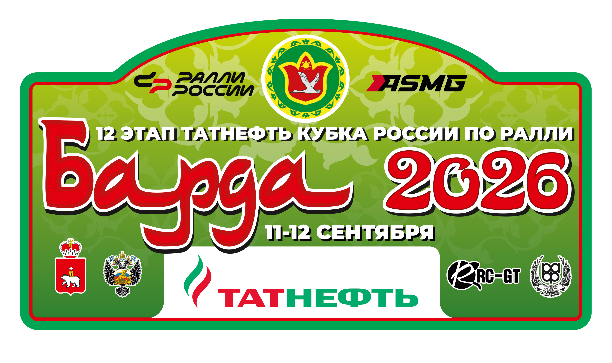 РАЛЛИ
РОССИИ
ASMG
12 ЭТАП ТАТНЕФТЬ КУБКА РОССИИ ПО РАЛЛИ
Барда 2026
11-12 СЕНТЯБРЯ
ТАТНЕФТЬ
RC-GT